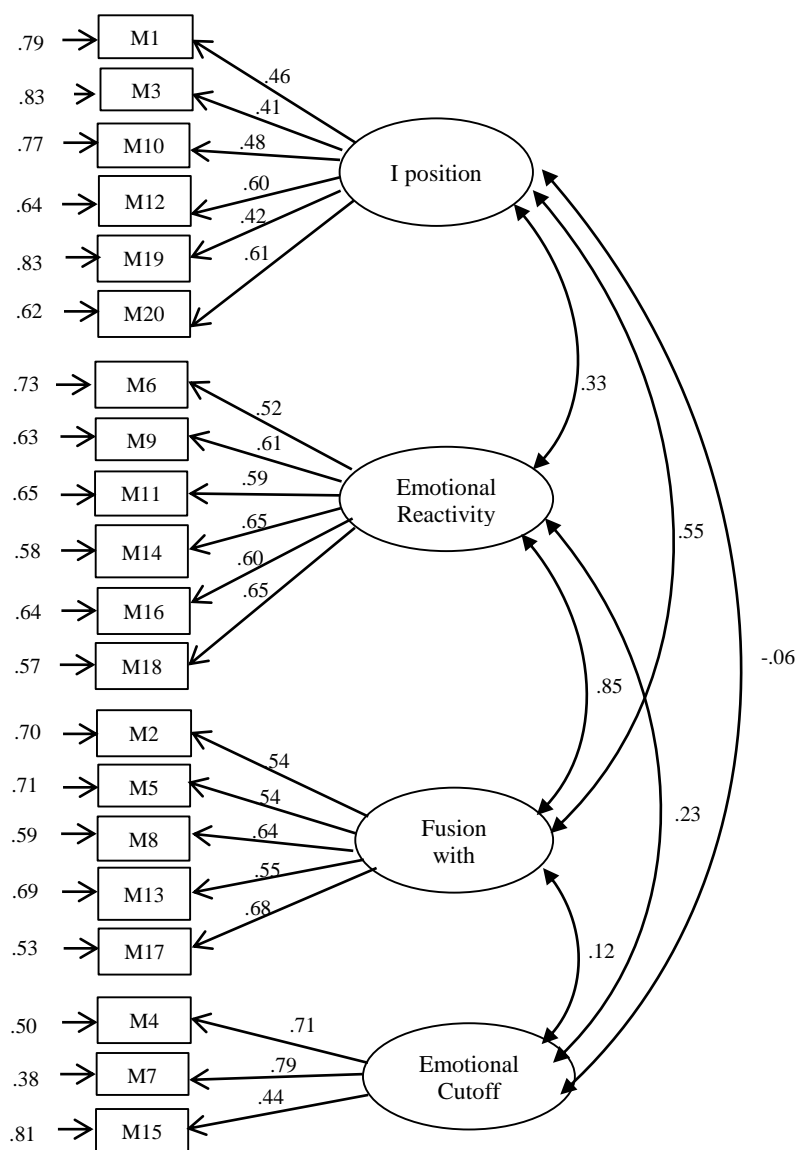 .79
M1
.46
.83
M3
.41
.77
M10
.48
I position
.64
M12
.60
.83
M19
.42
.62
M20
.61
.33
.73
M6
.52
.63
M9
.61
.65
M11
.59
Emotional
Reactivity
.58
M14
.65
.64
M16
.60
.57
M18
.65
.55
-.06
.85
.70
M2
.54
.71
M5
.54
.59
M8
.64
Fusion
with
.69
M13
.55
.53
M17
.68
.23
.12
.50
M4
.71
.38
M7
.79
Emotional
Cutoff
.81
M15
.44